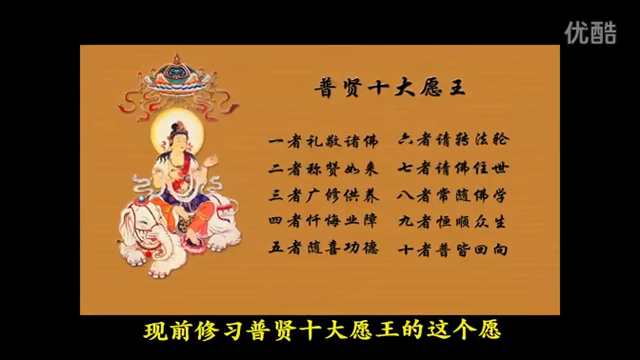 优酷
普贤十大愿王
一者礼敬诸佛 六者请转法轮
二者称赞如来 七者请佛住世
三者广修供养 八者常随佛学
四者忏悔业障 九者恒顺众生
五者随喜功德 十者普皆回向
现前修习普贤十大愿王的这个愿